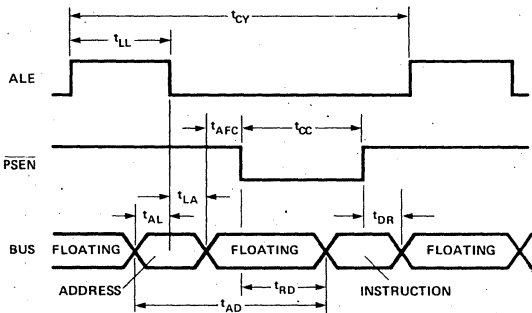 tCY
tLL
ALE
tAFC
tCC
PSEN
tLA
tAL
tDR
BUS
FLOATING
FLOATING
FLOATING
ADDRESS
tRD
INSTRUCTION
tAD